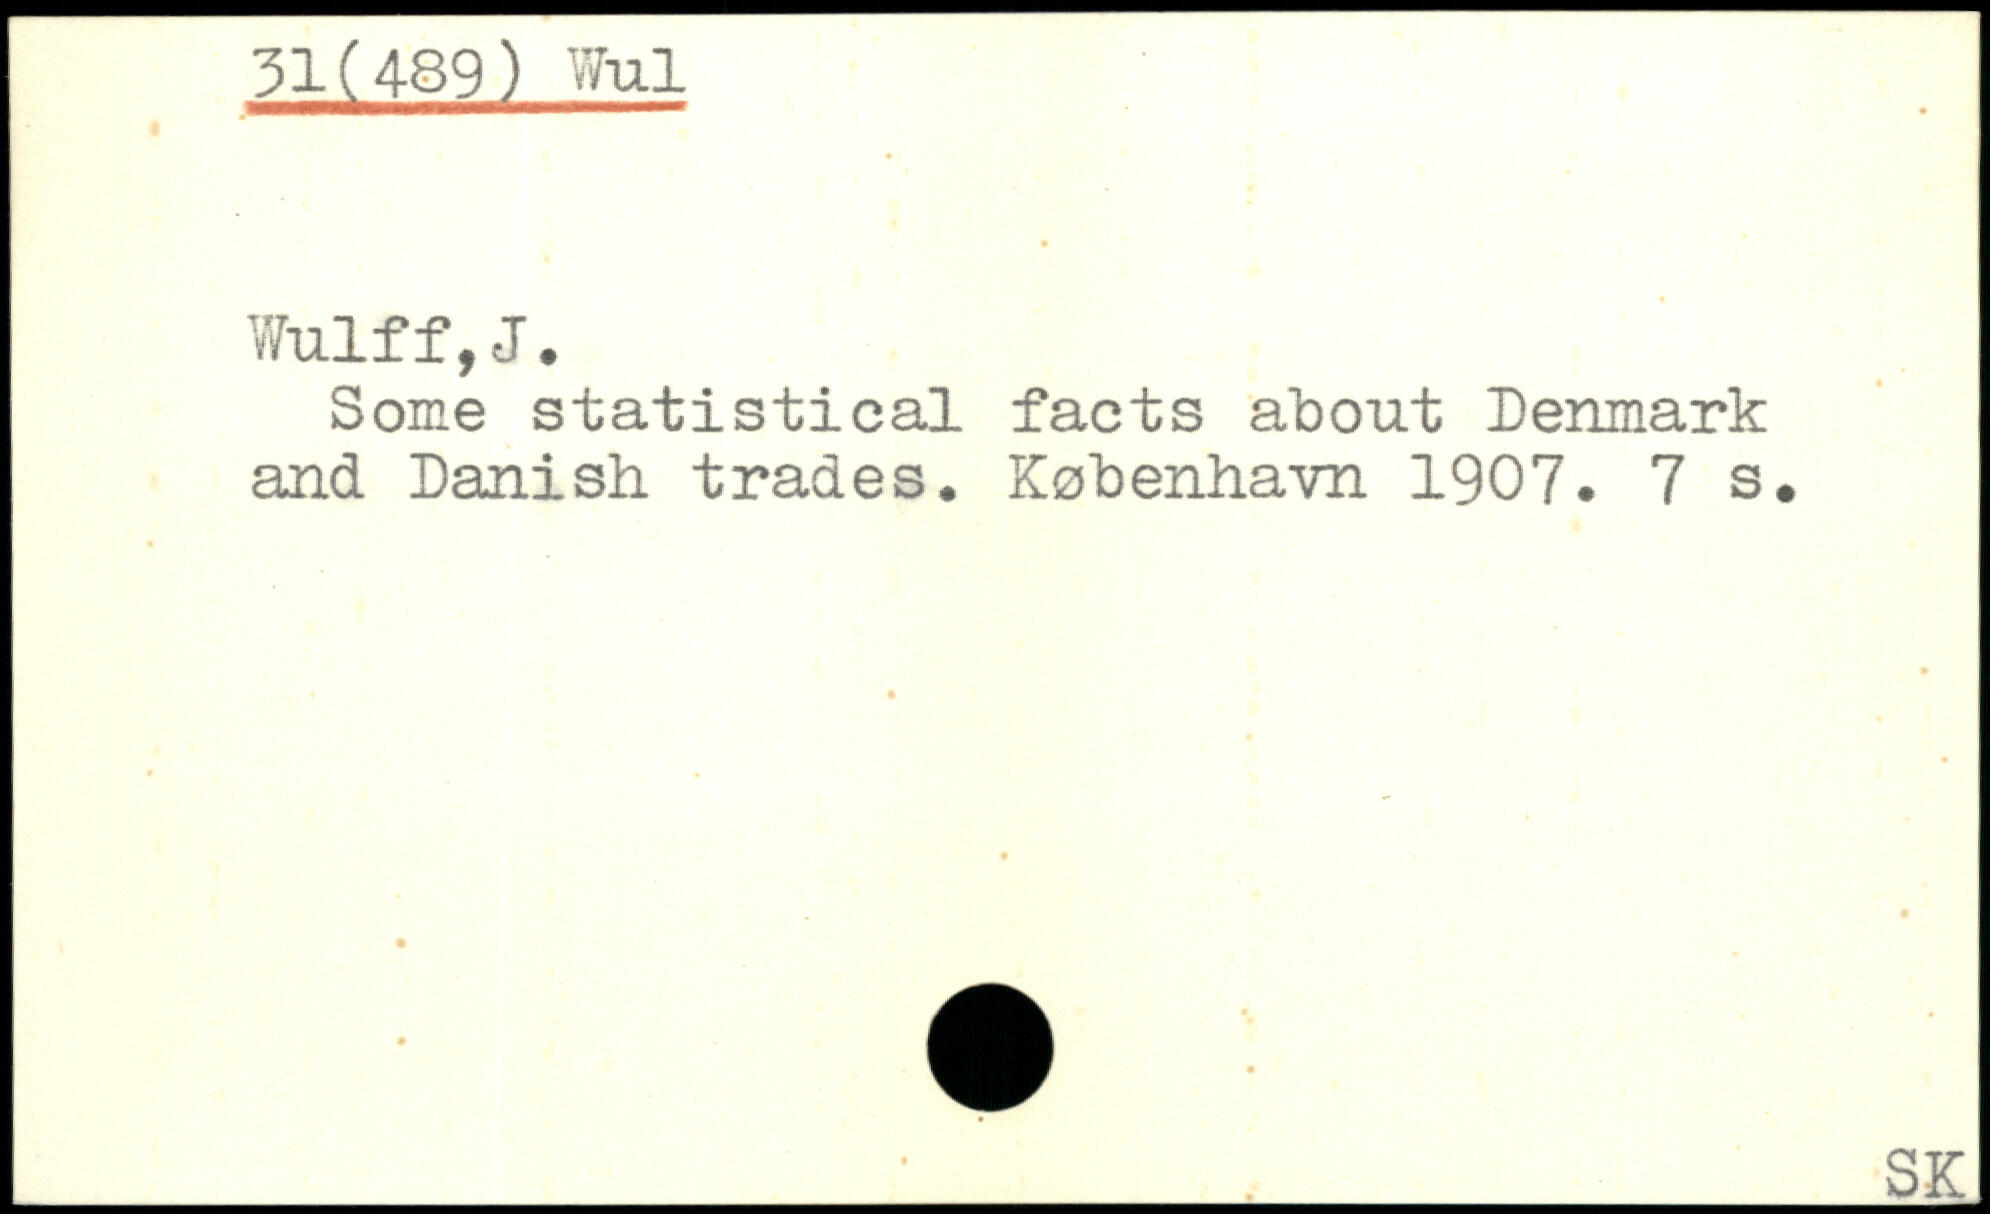 31(489) Wul
Wulff,J.
Some statistical facts about Denmark
and Danish trades. København 1907. 7 s.
SK